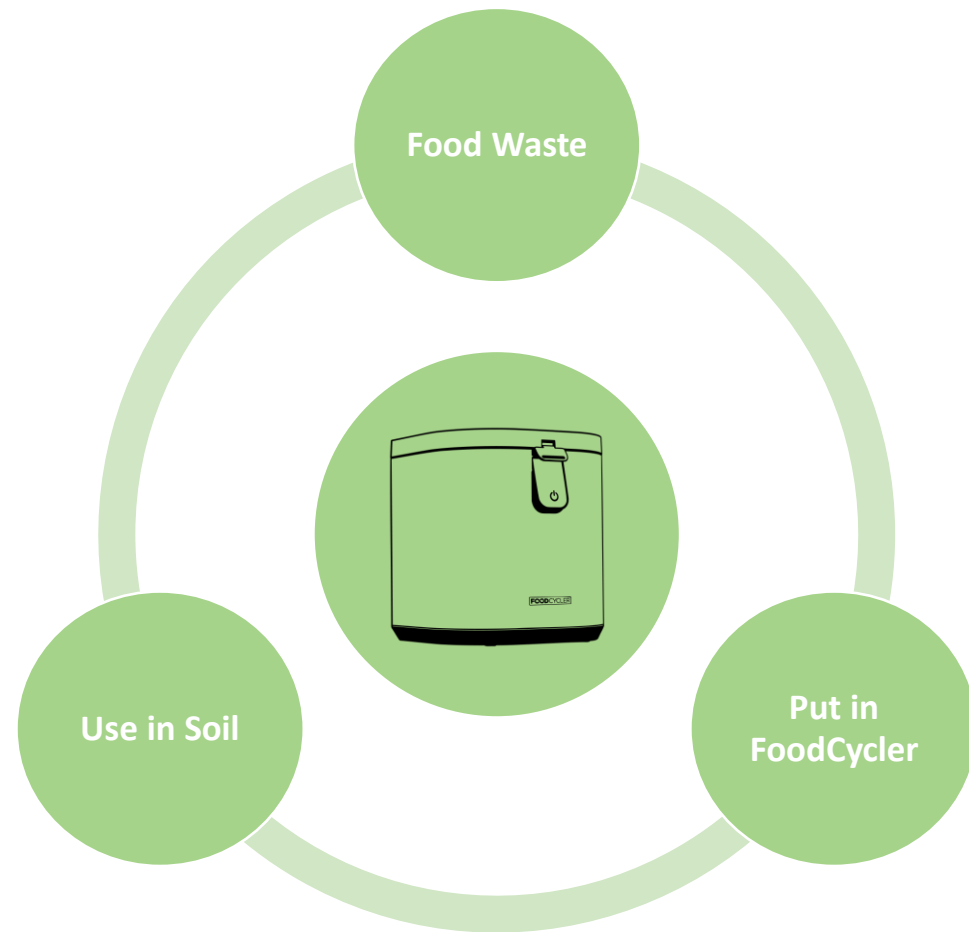 Food Waste
FOODCYCLER
Use in Soil
Put in
FoodCycler